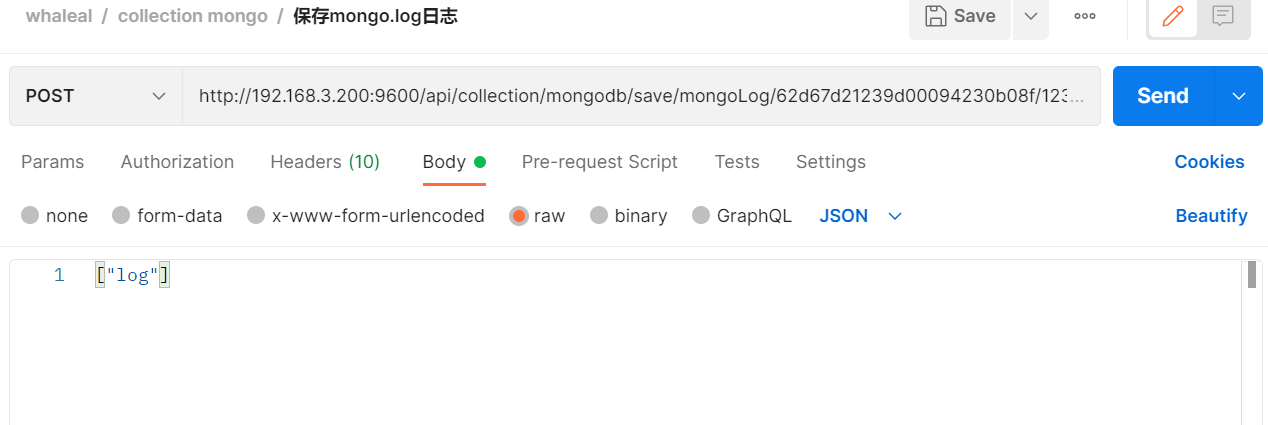 whaleal / collection mongo / 保存mongo.log日志
Save
POST
http://192.168.3.200:9600/api/collection/mongodb/save/mongoLog/62d67d21239d00094230b08f/123...
Send
Params Authorization Headers (10) Body Pre-request Script Tests Settings Cookies
none form-data x-www-form-urlencoded raw binary GraphQL JSON Beautify
1 ["log"]